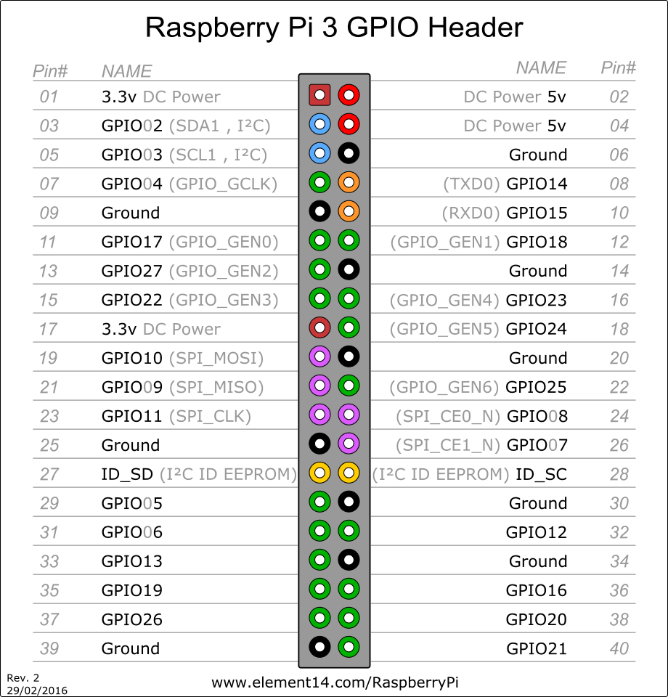 Raspberry Pi 3 GPIO Header
Pin# NAME NAME Pin#
01 3.3v DC Power DC Power 5v 02
03 GPIO02 (SDA1 , I²C) DC Power 5v 04
05 GPIO03 (SCL1 , I²C) Ground 06
07 GPIO04 (GPIO_GCLK) (TXD0) GPIO14 08
09 Ground (RXD0) GPIO15 10
11 GPIO17 (GPIO_GEN0) (GPIO_GEN1) GPIO18 12
13 GPIO27 (GPIO_GEN2) Ground 14
15 GPIO22 (GPIO_GEN3) (GPIO_GEN4) GPIO23 16
17 3.3v DC Power (GPIO_GEN5) GPIO24 18
19 GPIO10 (SPI_MOSI) Ground 20
21 GPIO09 (SPI_MISO) (GPIO_GEN6) GPIO25 22
23 GPIO11 (SPI_CLK) (SPI_CE0_N) GPIO08 24
25 Ground (SPI_CE1_N) GPIO07 26
27 ID_SD (I²C ID EEPROM) (I²C ID EEPROM) ID_SC 28
29 GPIO05 Ground 30
31 GPIO06 GPIO12 32
33 GPIO13 Ground 34
35 GPIO19 GPIO16 36
37 GPIO26 GPIO20 38
39 Ground GPIO21 40
Rev. 2
29/02/2016
www.element14.com/RaspberryPi